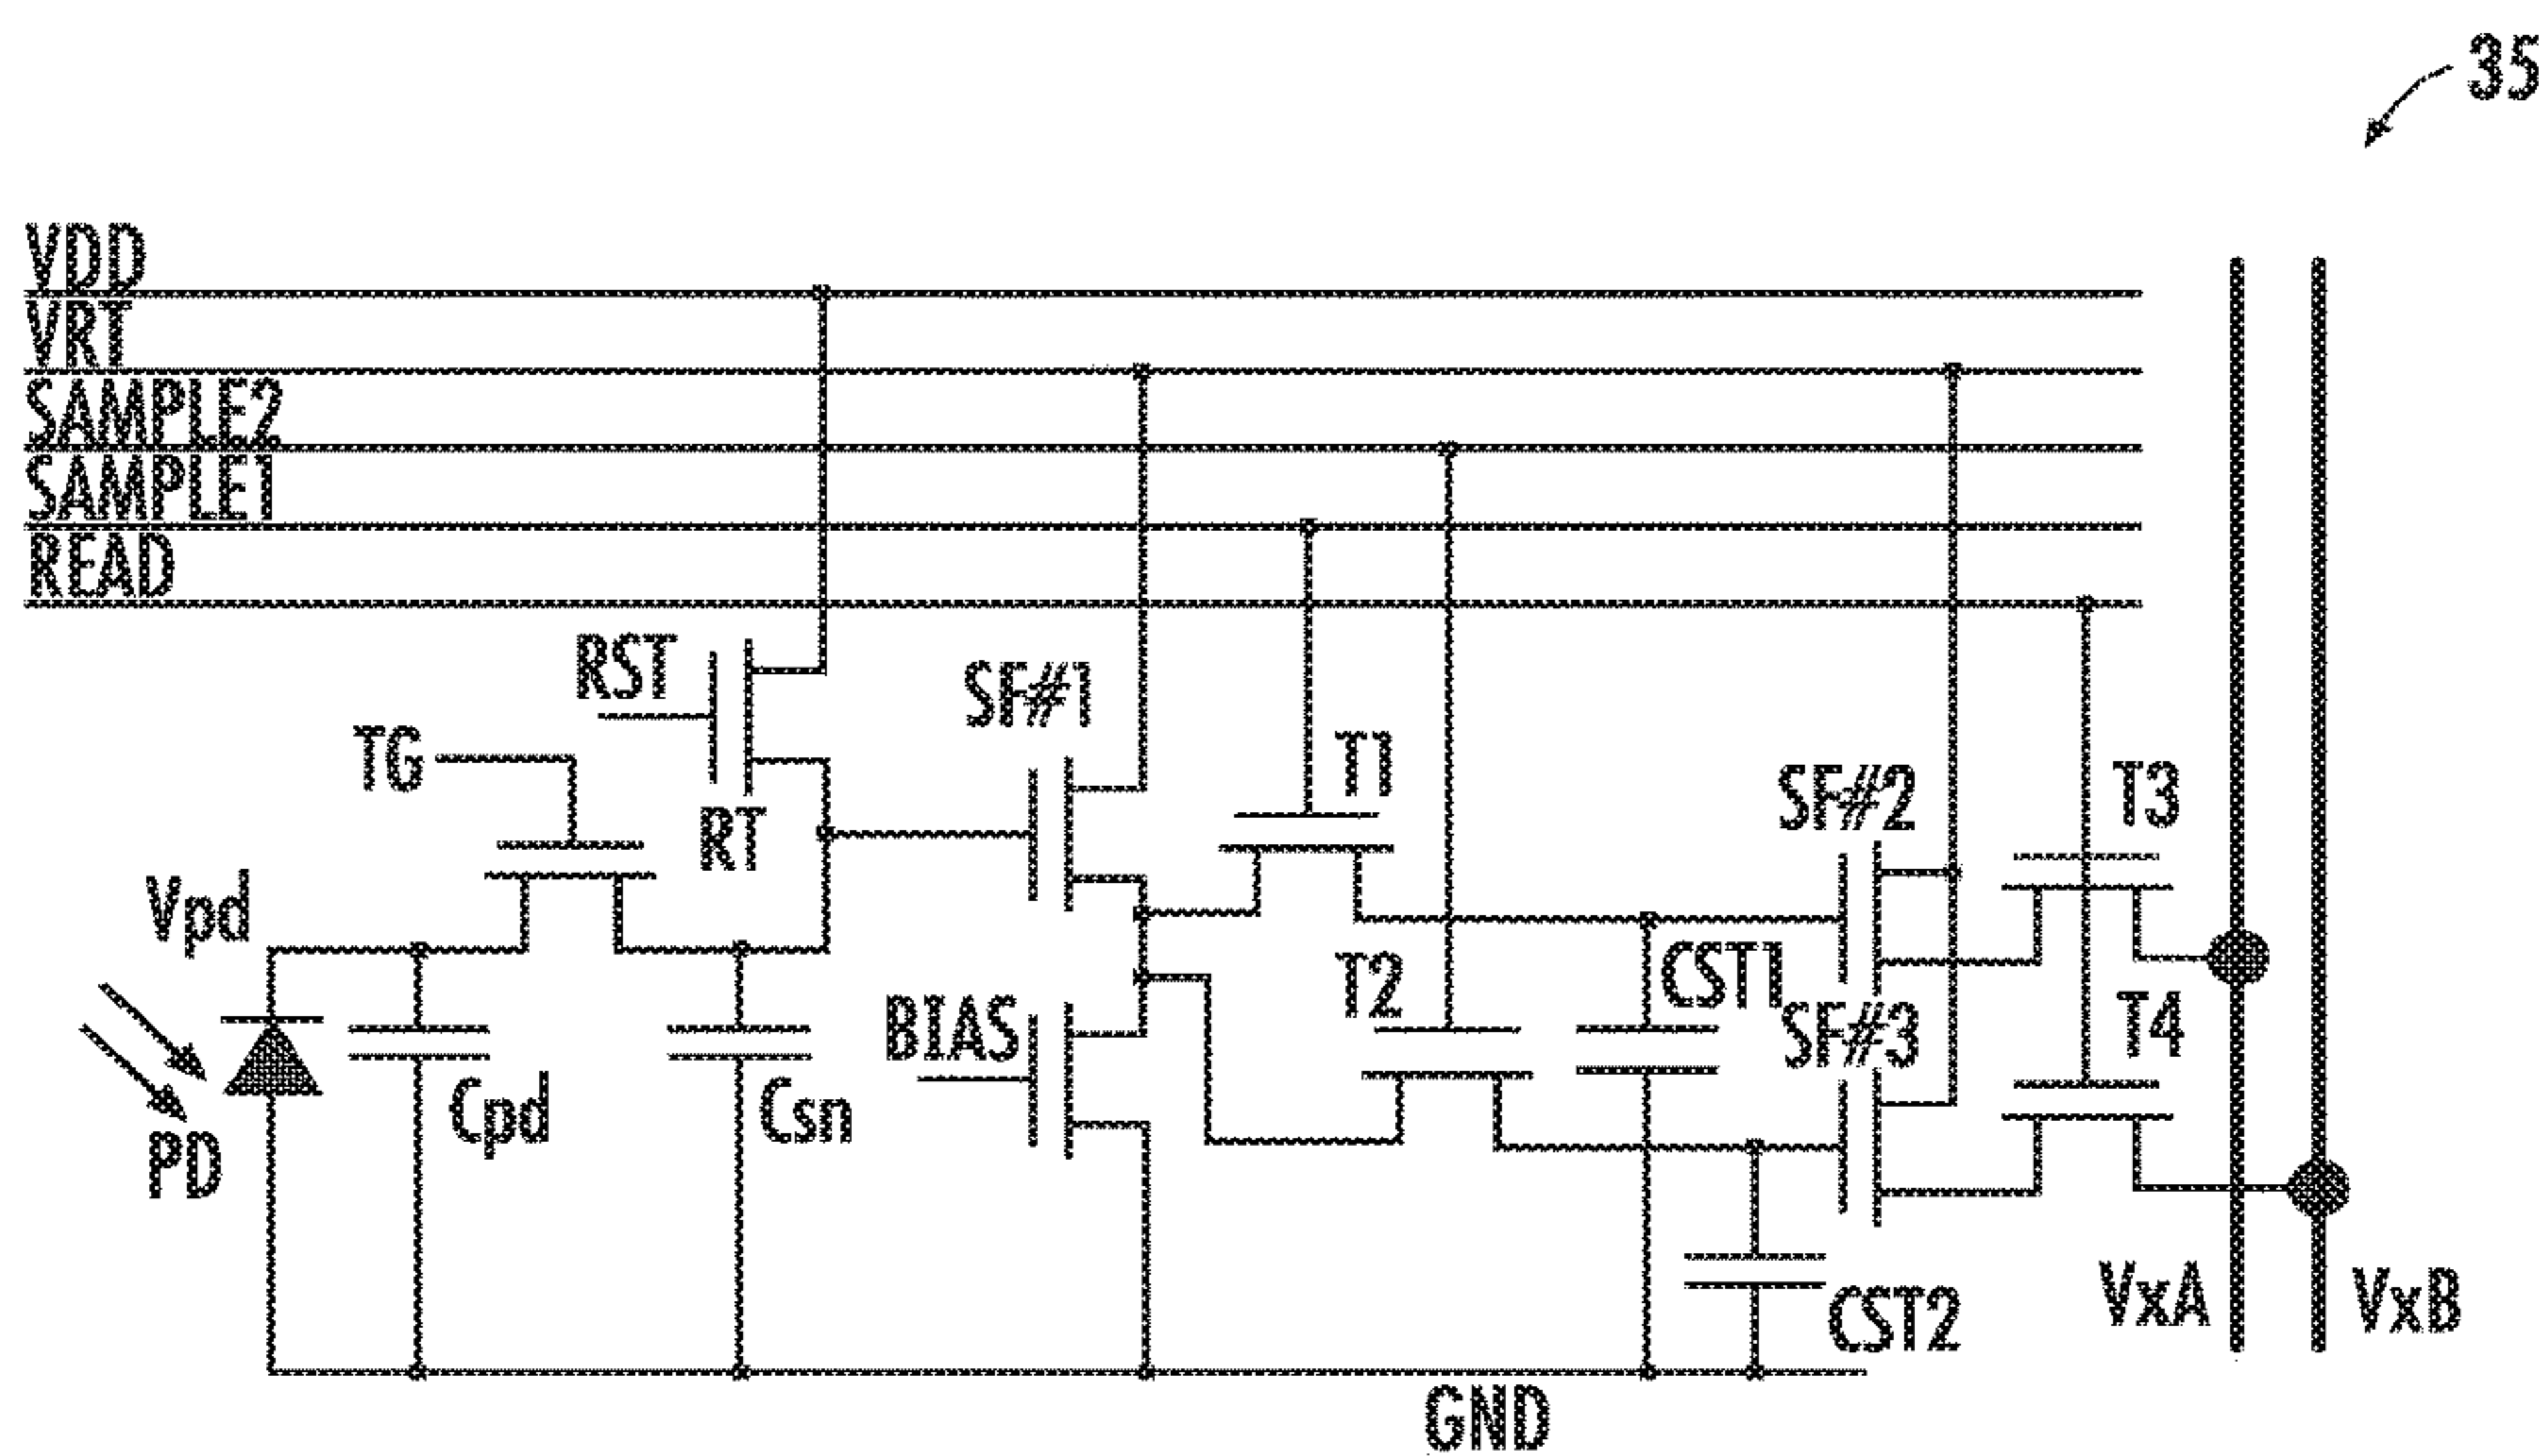 35
VDD
VRT
SAMPLE2
SAMPLE1
READ
RST
SF#1
TG
T1
RT
SF#2
T3
Vpd
T2
CST1
BIAS
SF#3
T4
Cpd
Csn
PD
CST2
VxA
VxB
GND